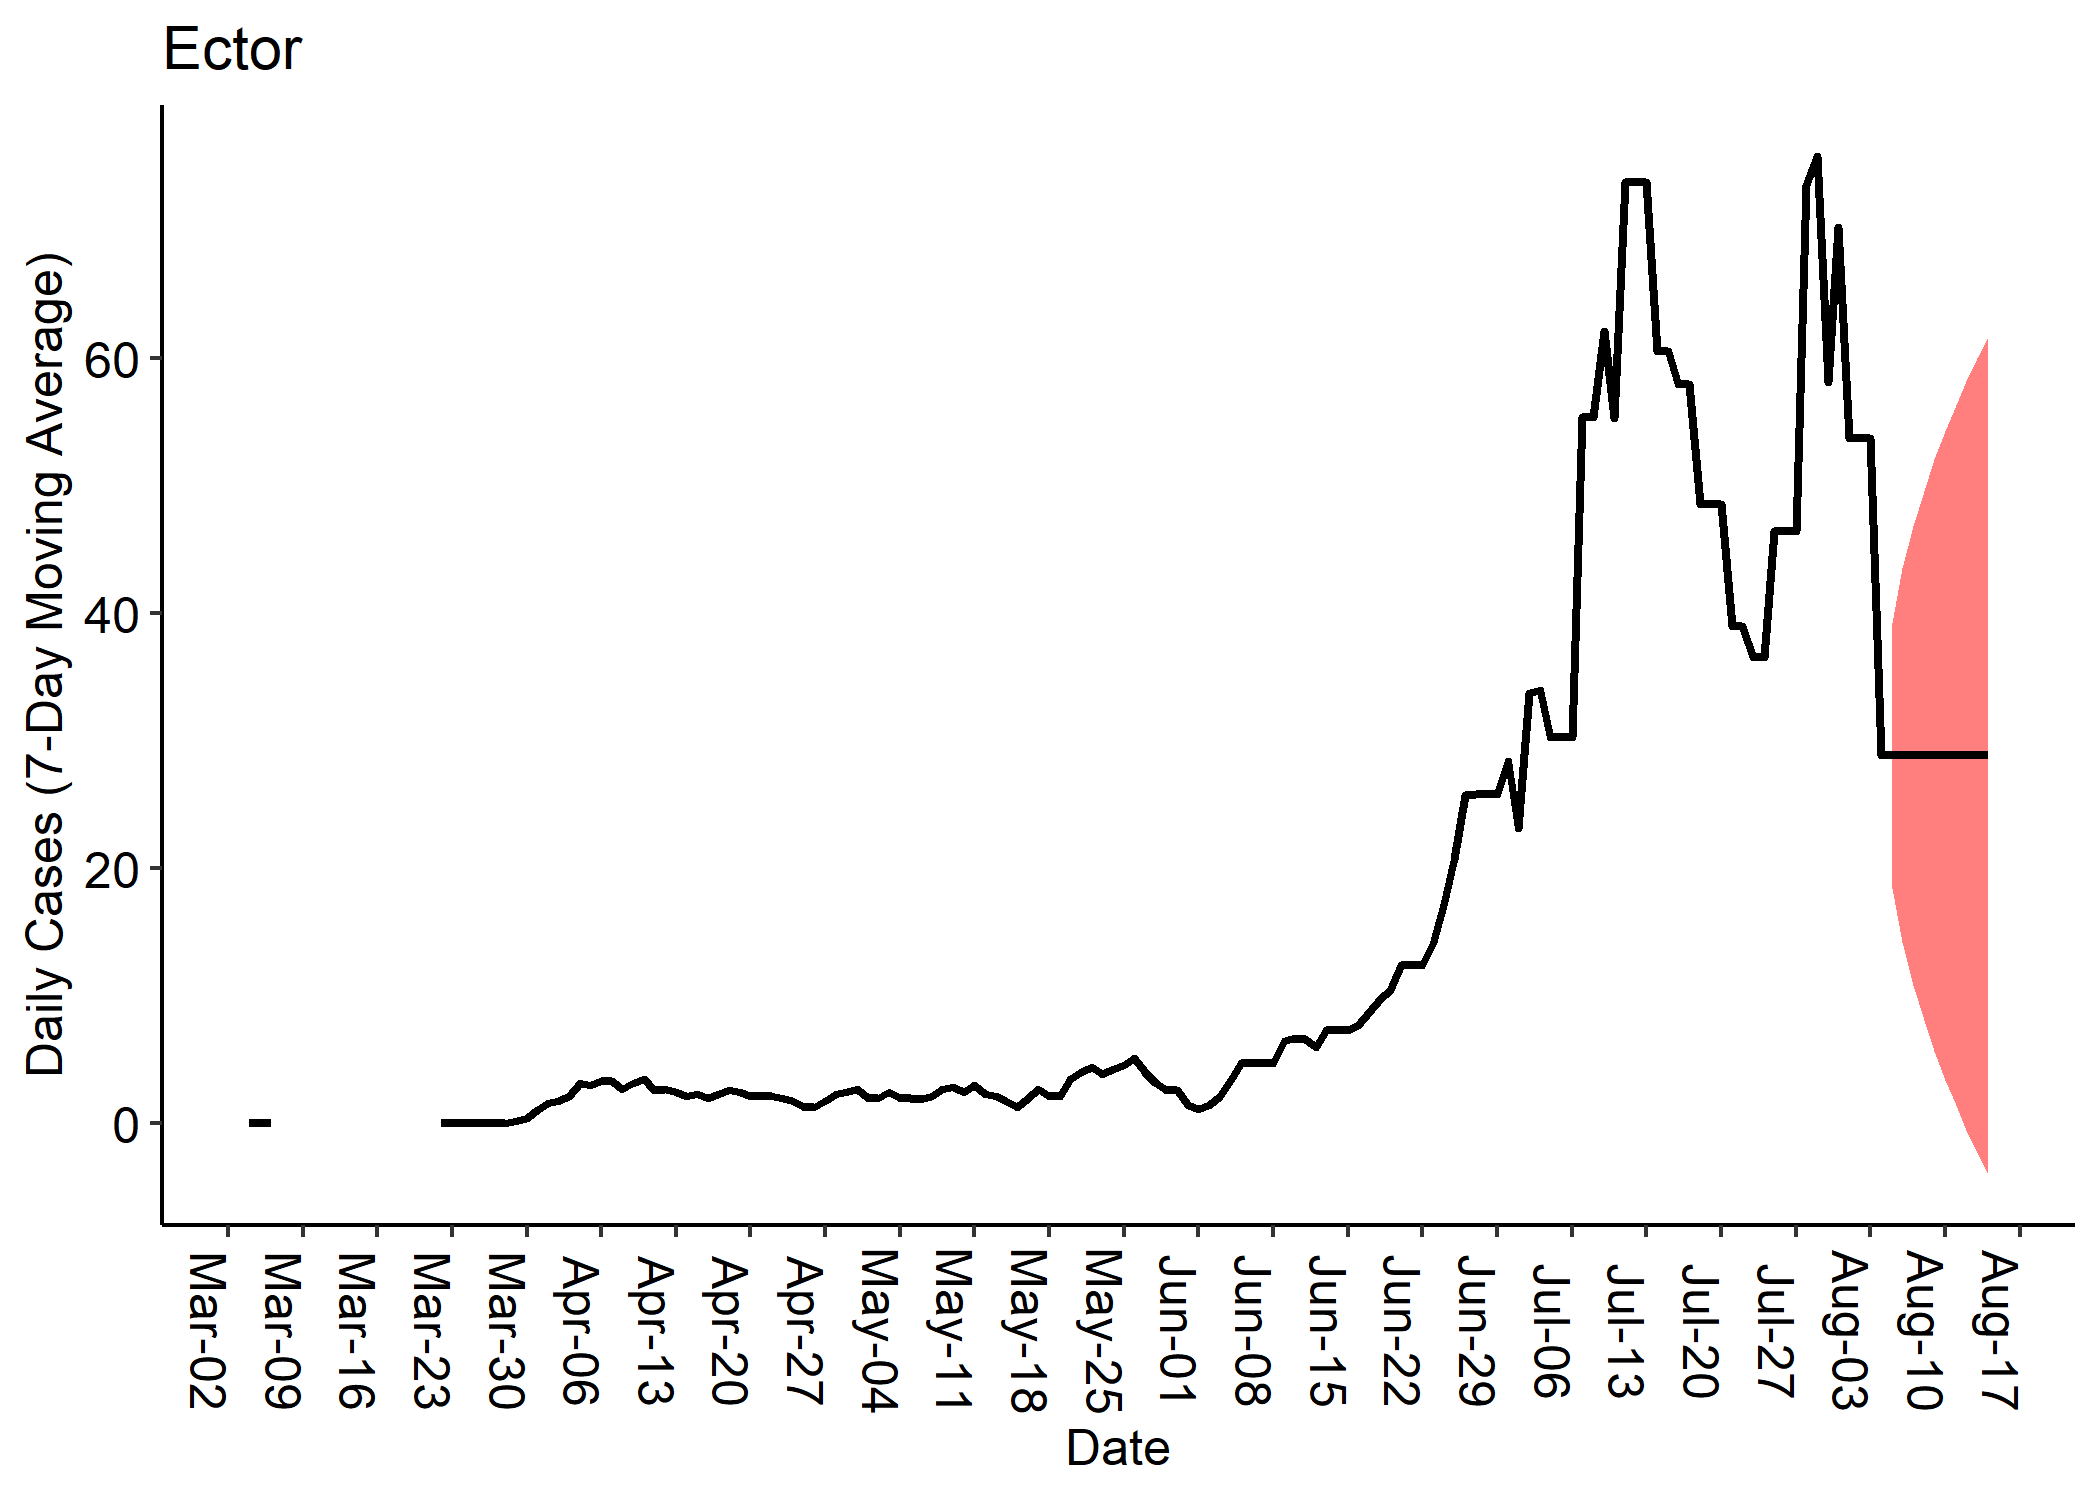 Ector
Daily Cases (7-Day Moving Average)
60
40
20
0
Mar-02
Mar-09
Mar-16
Mar-23
Mar-30
Apr-06
Apr-13
Apr-20
Apr-27
May-04
May-11
May-18
May-25
Jun-01
Jun-08
Jun-15
Jun-22
Jun-29
Jul-06
Jul-13
Jul-20
Jul-27
Aug-03
Aug-10
Aug-17
Date